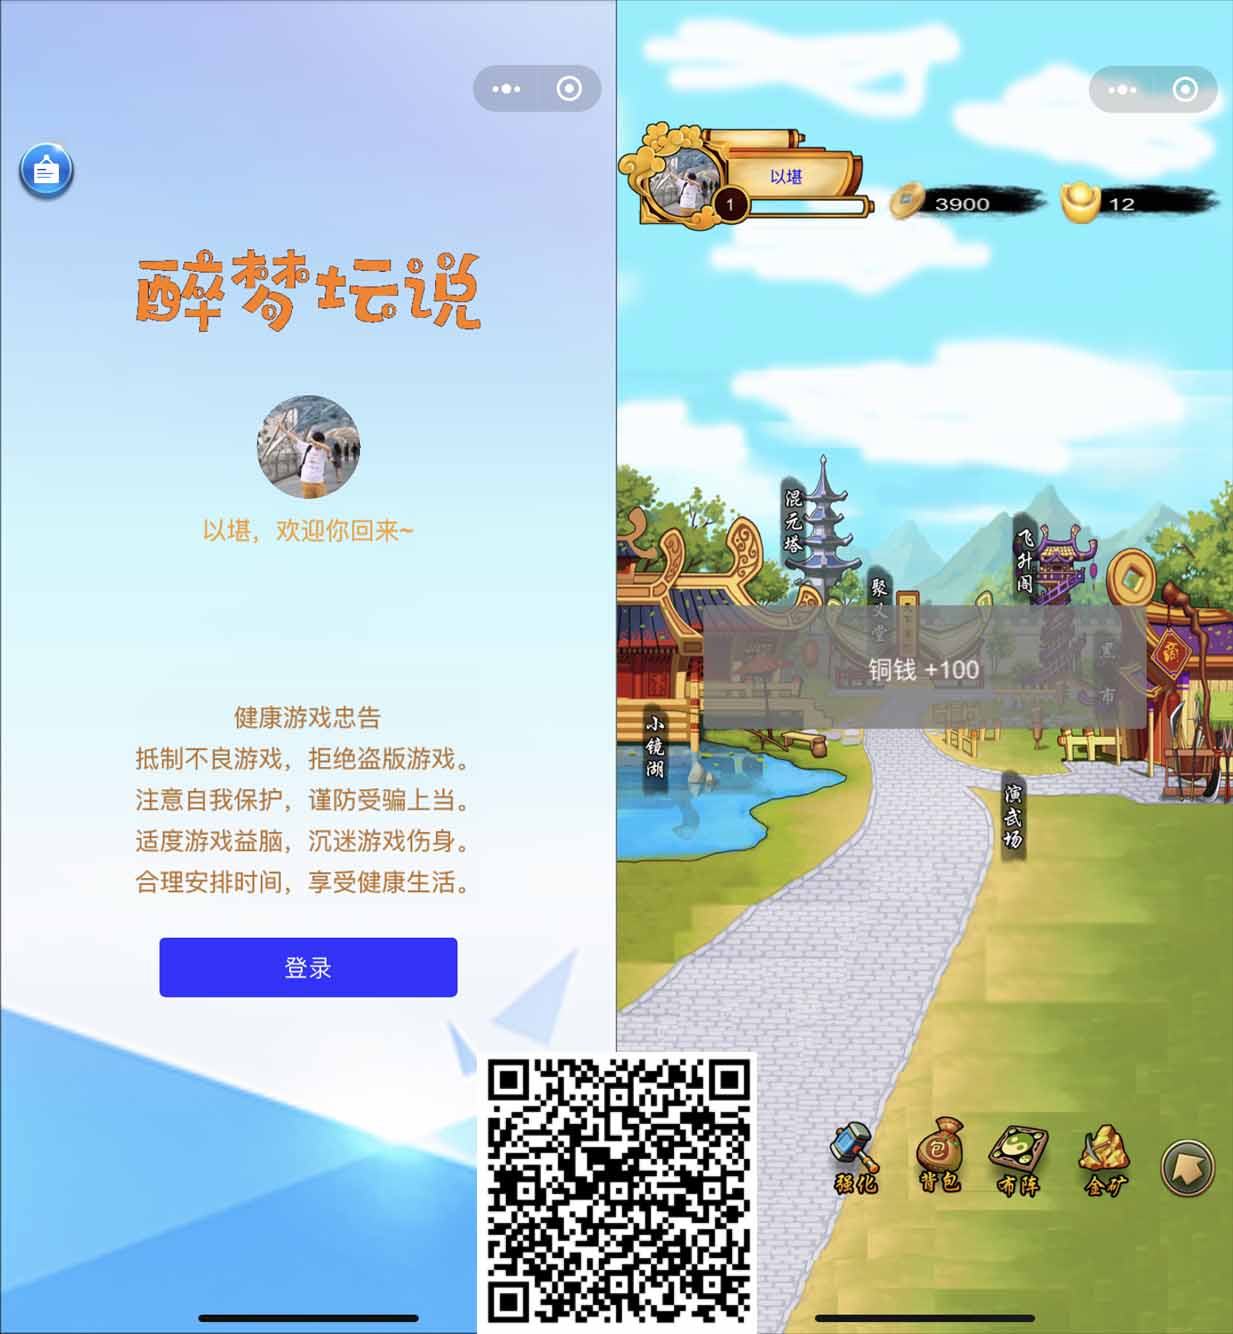 醉梦坛说
以堪，欢迎你回来~
健康游戏忠告
抵制不良游戏，拒绝盗版游戏。
注意自我保护，谨防受骗上当。
适度游戏益脑，沉迷游戏伤身。
合理安排时间，享受健康生活。
登录
以堪
1
3900
12
混元塔
飞升阁
聚义堂
黑市
商
铜钱 +100
小镜湖
演武场
包
强化
背包
布阵
金矿